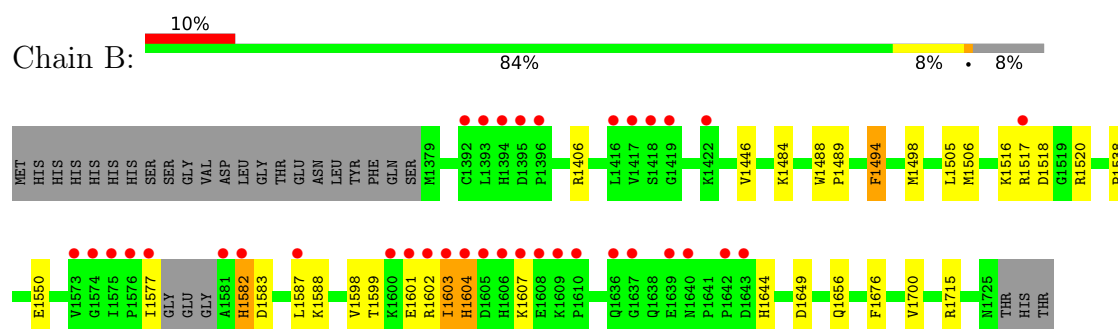 10%
Chain B:
84% 8% • 8%
MET HIS HIS HIS HIS HIS HIS SER SER GLY VAL ASP LEU GLY THR GLU ASN LEU TYR PHE GLN SER M1379 C1392 L1393 H1394 D1395 P1396 R1406 L1416 V1417 S1418 G1419 K1422 V1446 K1484 W1488 P1489 F1494 M1498 L1505 M1506 K1516 R1517 D1518 G1519 R1520
E1550 V1573 G1574 I1575 P1576 I1577 GLY GLU GLY A1581 H1582 D1583 L1587 K1588 V1598 T1599 K1600 E1601 R1602 I1603 H1604 D1605 H1606 K1607 E1608 K1609 P1610 Q1636 G1637 Q1638 E1639 N1640 P1641 P1642 D1643 H1644 D1649 Q1656 F1676 V1700 R1715 N1725 THR HIS THR